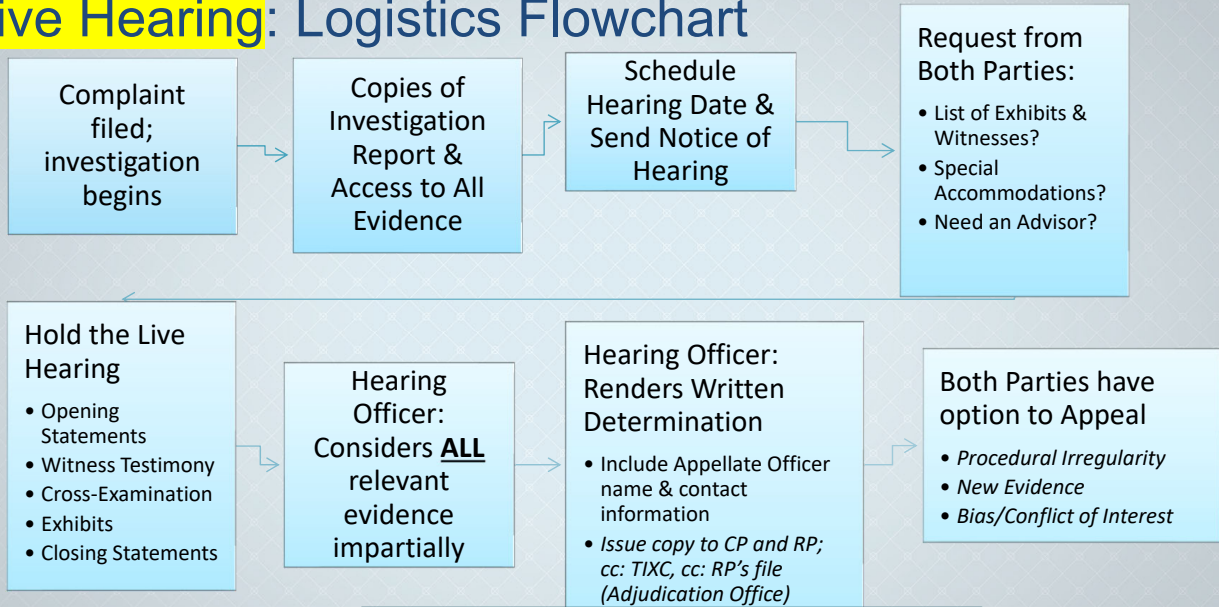 ive Hearing: Logistics Flowchart
Complaint
filed;
investigation
begins
Copies of
Investigation
Report &
Access to All
Evidence
Schedule
Hearing Date &
Send Notice of
Hearing
Request from
Both Parties:
• List of Exhibits &
Witnesses?
• Special
Accommodations?
• Need an Advisor?
Hold the Live
Hearing
• Opening
Statements
• Witness Testimony
• Cross-Examination
• Exhibits
• Closing Statements
Hearing
Officer:
Considers ALL
relevant
evidence
impartially
Hearing Officer:
Renders Written
Determination
• Include Appellate Officer
name & contact
information
• Issue copy to CP and RP;
cc: TIXC, cc: RP's file
(Adjudication Office)
Both Parties have
option to Appeal
• Procedural Irregularity
• New Evidence
• Bias/Conflict of Interest